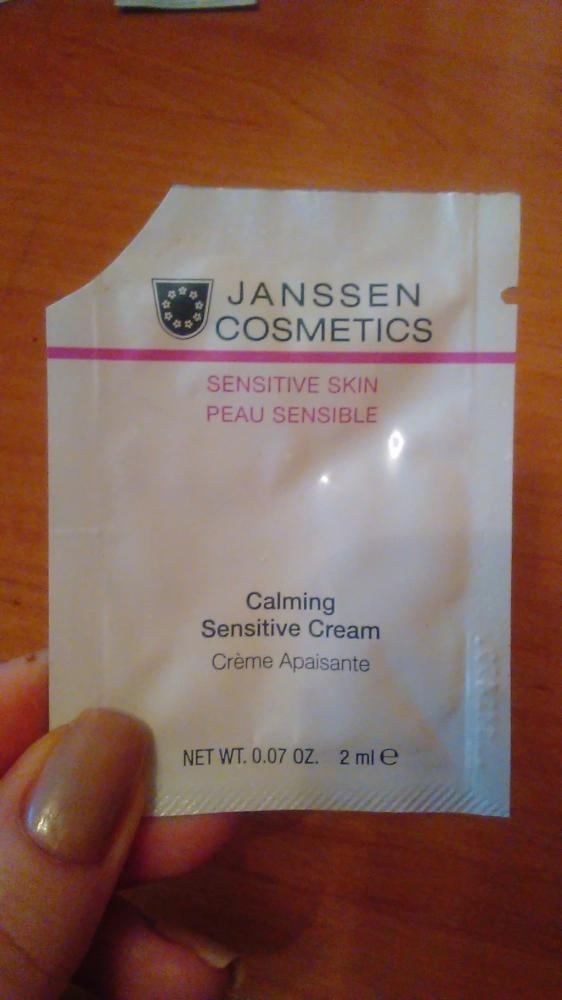 JANSSEN
COSMETICS
SENSITIVE SKIN
PEAU SENSIBLE
Calming
Sensitive Cream
Crème Apaisante
NET WT. 0.07 OZ. 2 ml ℮